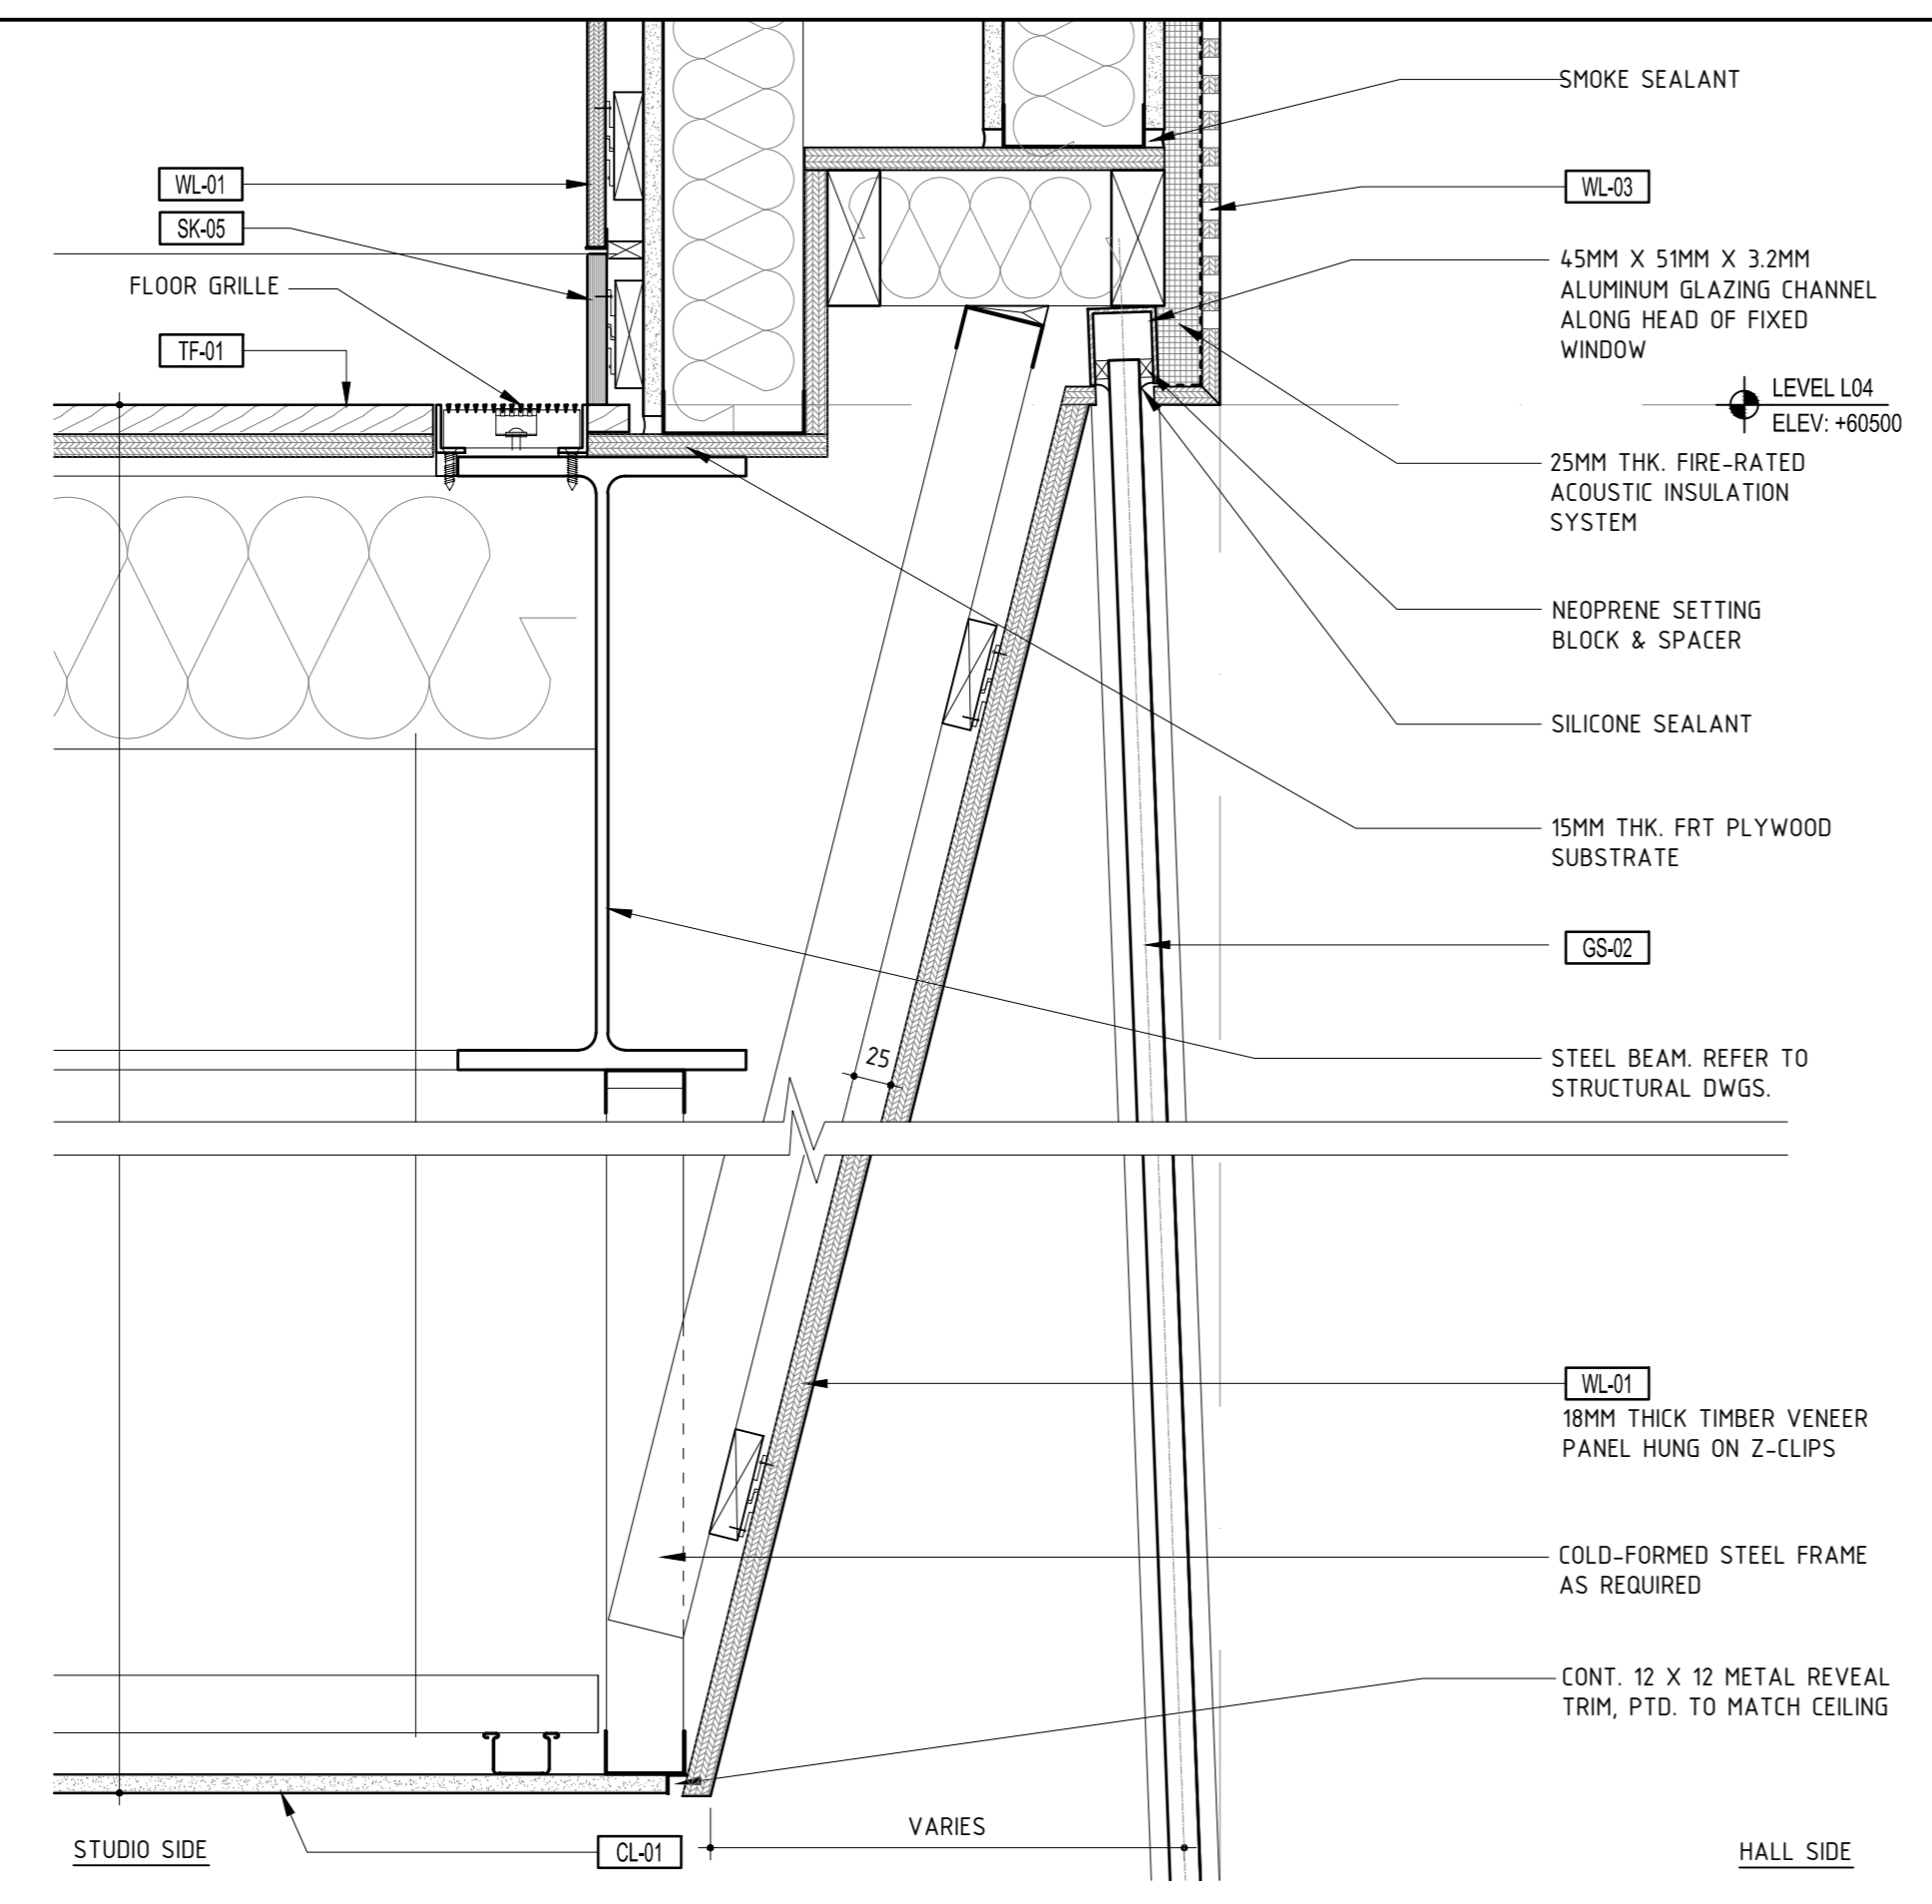 SMOKE SEALANT
WL-01
WL-03
SK-05
45MM X 51MM X 3.2MM
ALUMINUM GLAZING CHANNEL
ALONG HEAD OF FIXED
WINDOW
FLOOR GRILLE
TF-01
LEVEL L04
ELEV: +60500
25MM THK. FIRE-RATED
ACOUSTIC INSULATION
SYSTEM
NEOPRENE SETTING
BLOCK & SPACER
SILICONE SEALANT
15MM THK. FRT PLYWOOD
SUBSTRATE
GS-02
25
STEEL BEAM. REFER TO
STRUCTURAL DWGS.
WL-01
18MM THICK TIMBER VENEER
PANEL HUNG ON Z-CLIPS
COLD-FORMED STEEL FRAME
AS REQUIRED
CONT. 12 X 12 METAL REVEAL
TRIM, PTD. TO MATCH CEILING
VARIES
STUDIO SIDE
CL-01
HALL SIDE